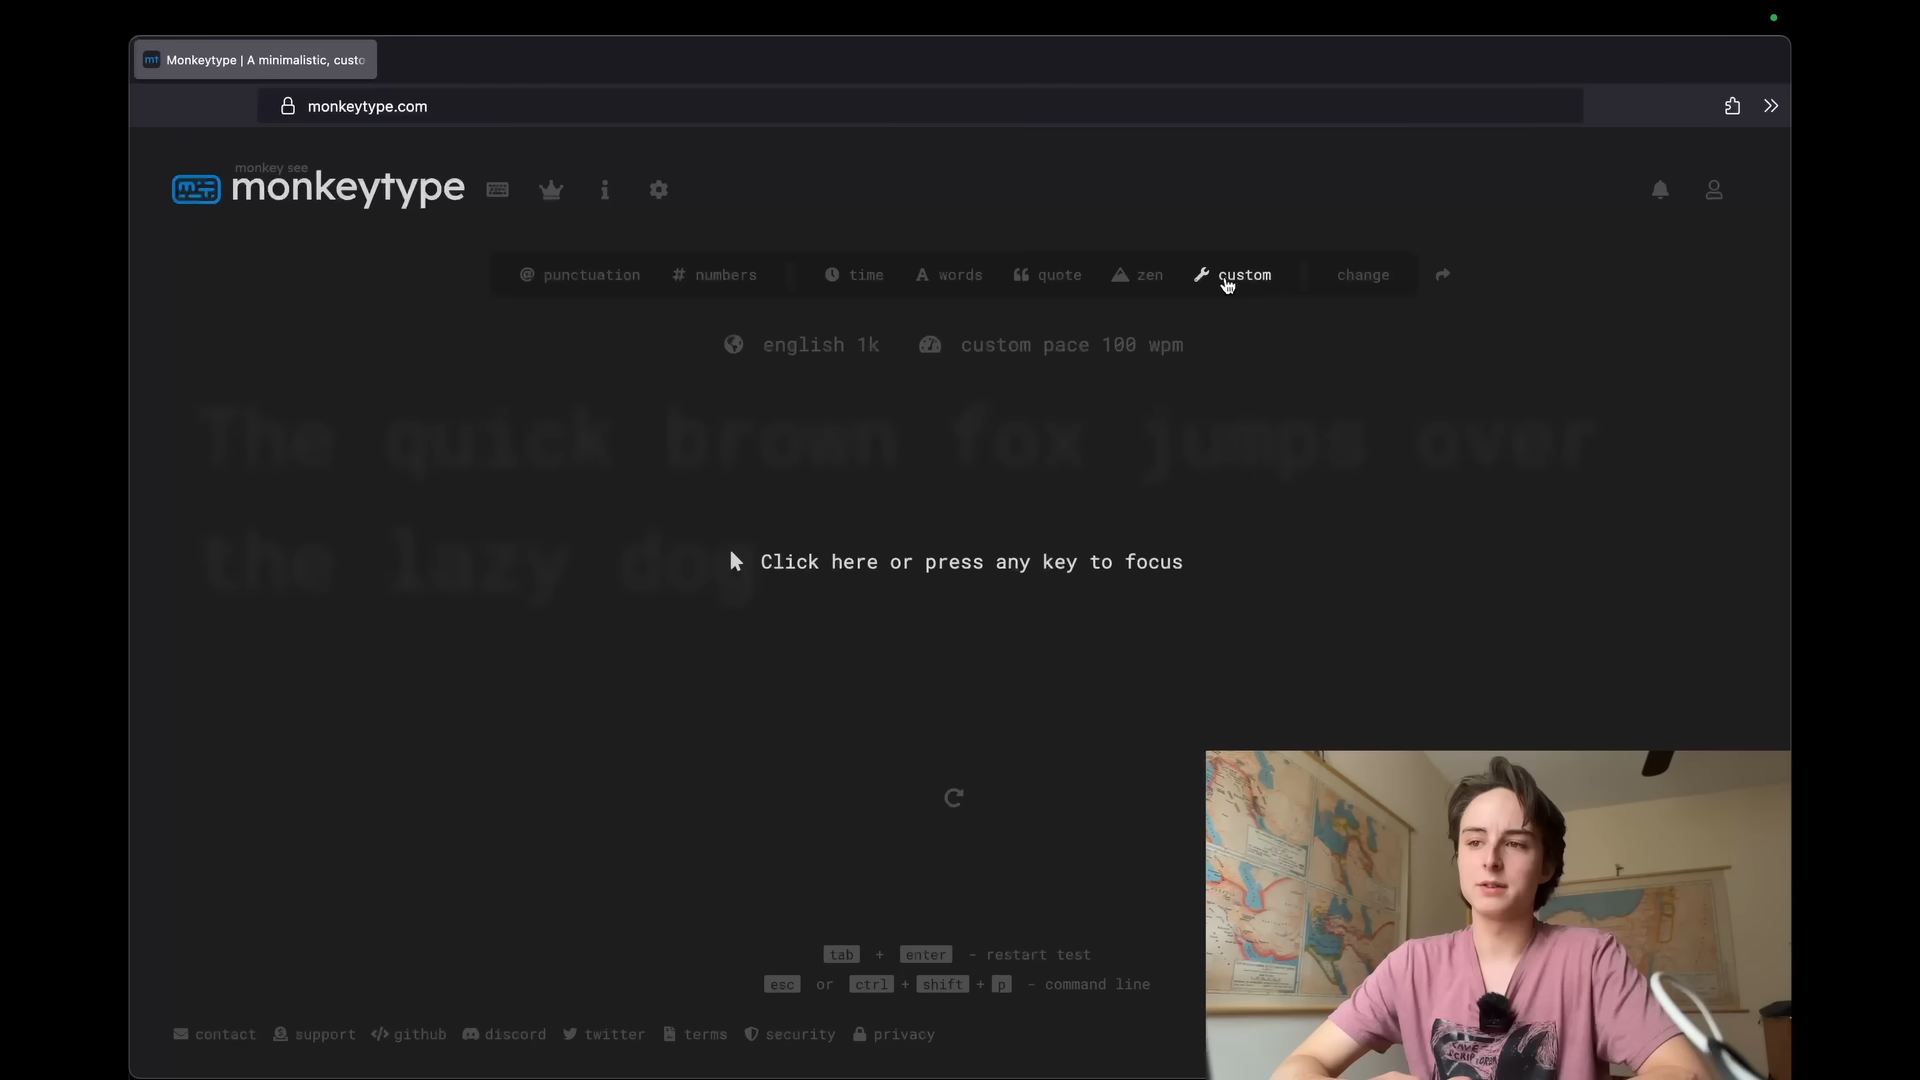 Monkeytype | A minimalistic, custo
monkeytype.com
monkey see
monkeytype
@ punctuation # numbers time A words quote zen custom change
english 1k custom pace 100 wpm
The quick brown fox jumps over
the lazy dog
Click here or press any key to focus
tab + enter - restart test
esc or ctrl + shift + p - command line
contact support github discord twitter terms security privacy